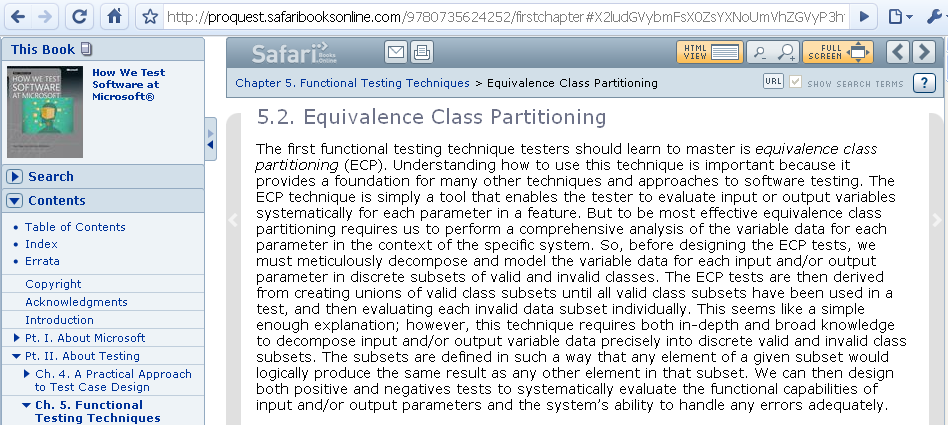 http://proquest.safaribooksonline.com/9780735624252/firstchapter#X2ludGVybmFsX0ZsYXNoUmVhZGVyP3h
This Book
HOW WE TEST
SOFTWARE AT
MICROSOFT
How We Test
Software at
Microsoft®
Search
Contents
• Table of Contents
• Index
• Errata
Copyright
Acknowledgments
Introduction
Pt. I. About Microsoft
Pt. II. About Testing
Ch. 4. A Practical Approach
to Test Case Design
Ch. 5. Functional
Testing Techniques
Safari
Books
Online
HTML
VIEW
FULL
SCREEN
Chapter 5. Functional Testing Techniques > Equivalence Class Partitioning
URL
SHOW SEARCH TERMS
?
5.2. Equivalence Class Partitioning
The first functional testing technique testers should learn to master is equivalence class
partitioning (ECP). Understanding how to use this technique is important because it
provides a foundation for many other techniques and approaches to software testing. The
ECP technique is simply a tool that enables the tester to evaluate input or output variables
systematically for each parameter in a feature. But to be most effective equivalence class
partitioning requires us to perform a comprehensive analysis of the variable data for each
parameter in the context of the specific system. So, before designing the ECP tests, we
must meticulously decompose and model the variable data for each input and/or output
parameter in discrete subsets of valid and invalid classes. The ECP tests are then derived
from creating unions of valid class subsets until all valid class subsets have been used in a
test, and then evaluating each invalid data subset individually. This seems like a simple
enough explanation; however, this technique requires both in-depth and broad knowledge
to decompose input and/or output variable data precisely into discrete valid and invalid class
subsets. The subsets are defined in such a way that any element of a given subset would
logically produce the same result as any other element in that subset. We can then design
both positive and negatives tests to systematically evaluate the functional capabilities of
input and/or output parameters and the system's ability to handle any errors adequately.